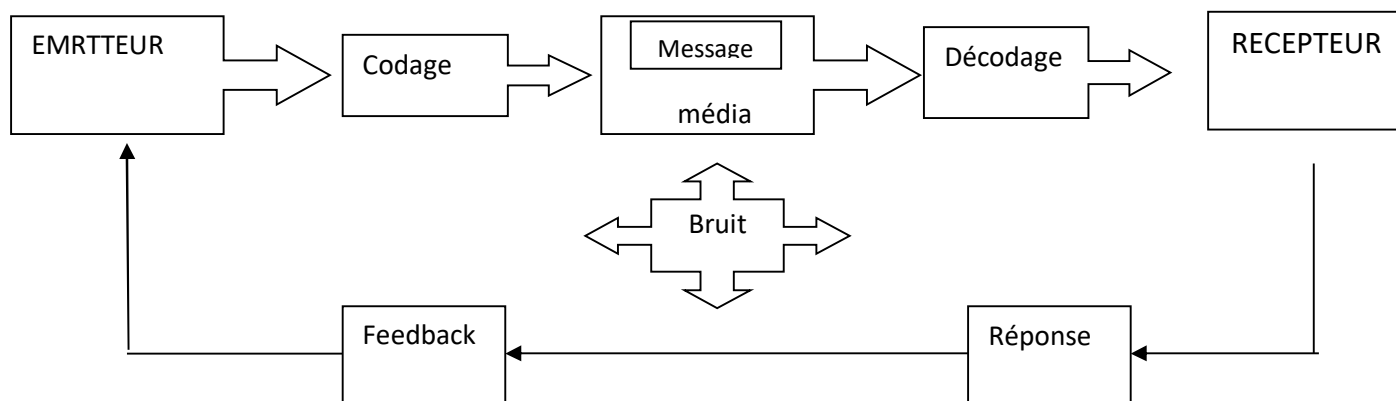 EMRTTEUR
Codage
Message
média
Décodage
RECEPTEUR
Bruit
Feedback
Réponse